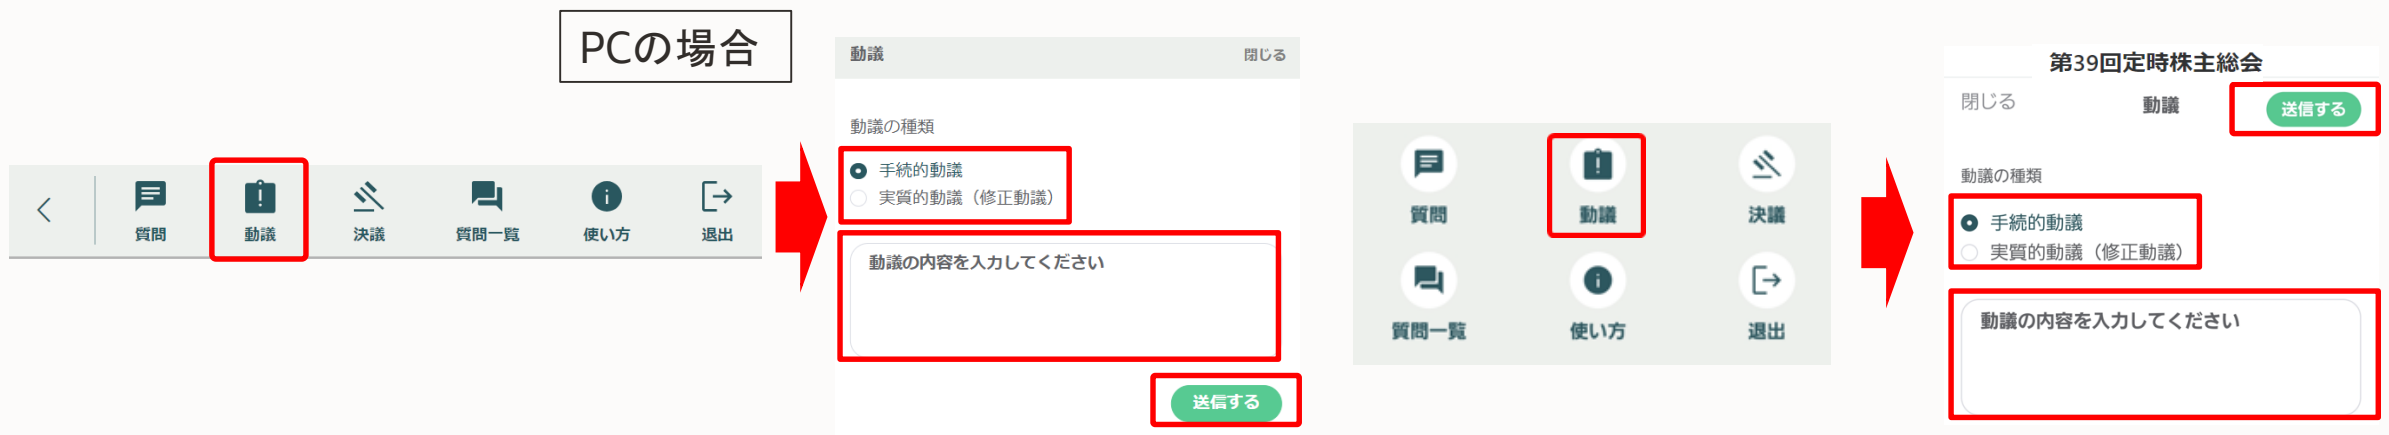 PCの場合
質問
動議
決議
質問一覧
使い方
退出
動議
閉じる
動議の種類
手続的動議
実質的動議（修正動議）
動議の内容を入力してください
送信する
質問
動議
決議
質問一覧
使い方
退出
第39回定時株主総会
閉じる
動議
送信する
動議の種類
手続的動議
実質的動議（修正動議）
動議の内容を入力してください